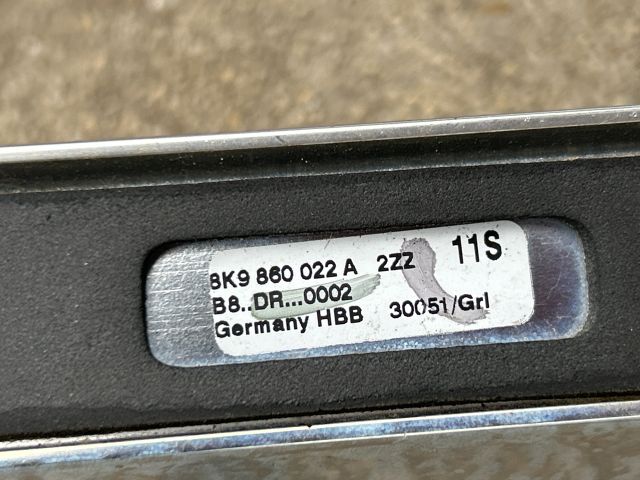 8K9 860 022 A 2ZZ 11S
B8..DR...0002
Germany HBB 30051/Grl